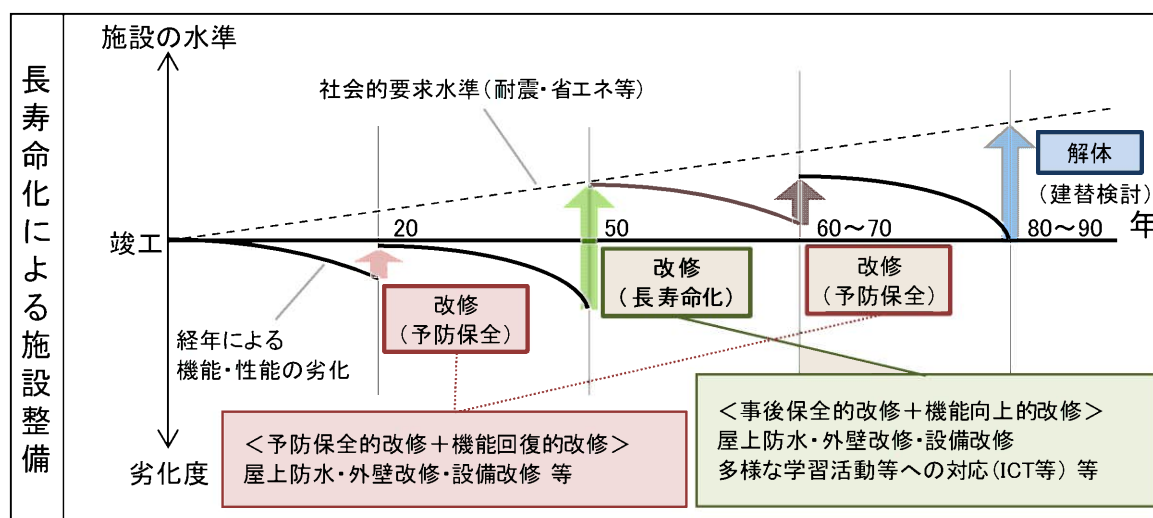 長寿命化による施設整備
施設の水準
社会的要求水準(耐震・省エネ等)
解体
(建替検討)
竣工
20
50
60～70
80～90
年
改修
(予防保全)
改修
(長寿命化)
改修
(予防保全)
経年による
機能・性能の劣化
劣化度
＜予防保全的改修＋機能回復的改修＞
屋上防水・外壁改修・設備改修 等
＜事後保全的改修＋機能向上的改修＞
屋上防水・外壁改修・設備改修
多様な学習活動等への対応(ICT等) 等